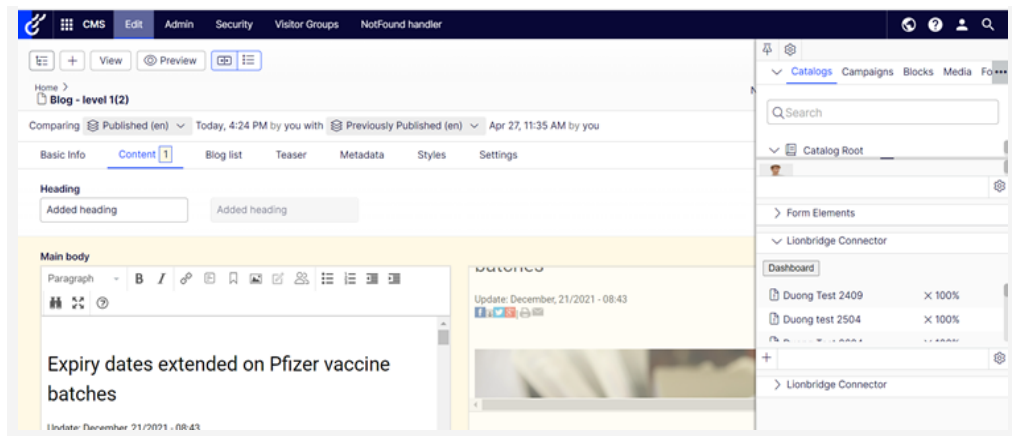 CMS Edit Admin Security Visitor Groups NotFound handler
View Preview
Home
Blog - level 1(2)
Comparing Published (en) Today, 4:24 PM by you with Previously Published (en) Apr 27, 11:35 AM by you
Basic Info Content 1 Blog list Teaser Metadata Styles Settings
Heading
Added heading Added heading
Main body
Paragraph B I
Expiry dates extended on Pfizer vaccine
batches
Update: December, 21/2021 - 08:43
batches
Update: December, 21/2021 - 08:43
Catalogs Campaigns Blocks Media Fo
Search
Catalog Root
Form Elements
Lionbridge Connector
Dashboard
Duong Test 2409 100%
Duong test 2504 100%
Lionbridge Connector